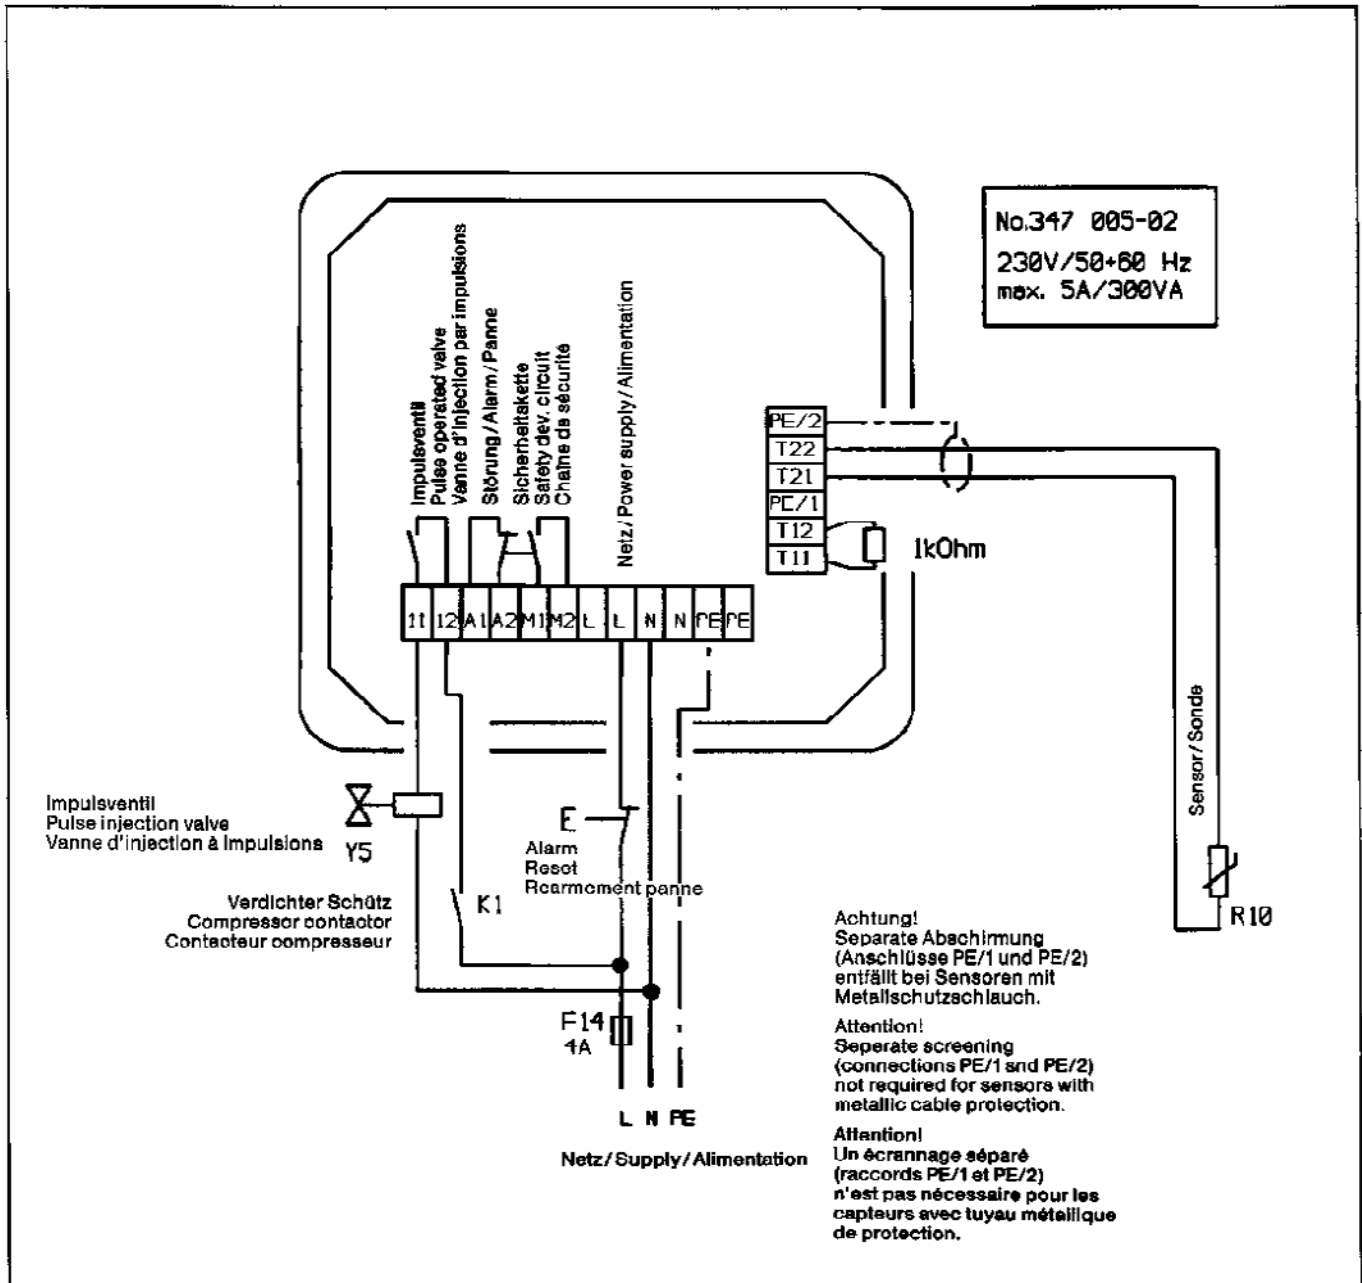 No.347 005-02
230V/50+60 Hz
max. 5A/300VA
Impulsventil
Pulse operated valve
Vanne d'Injection par impulsions
Störung/Alarm/Panne
Sicherheitakette
Safety dev. circuit
Chaîne de sécurité
Netz/Power supply/Alimentation
PE/2
T22
T21
PE/1
T12
T11
1kOhm
11 12 A1 A2 M1 M2 L L N N PE PE
Sensor/Sonde
R10
Impulsventil
Pulse injection valve
Vanne d'injection à Impulsions
Y5
E
Alarm
Reset
Rearmement panne
Verdichter Schütz
Compressor contactor
Contacteur compresseur
K1
F14
4A
L N PE
Netz/Supply/Alimentation
Achtung!
Separate Abschirmung
(Anschlüsse PE/1 und PE/2)
entfällt bei Sensoren mit
Metallschutzschlauch.
Attention!
Seperate screening
(connections PE/1 and PE/2)
not required for sensors with
metallic cable protection.
Attention!
Un écrannage séparé
(raccords PE/1 et PE/2)
n'est pas nécessaire pour les
capteurs avec tuyau métallique
de protection.